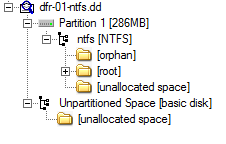 dfr-01-ntfs.dd
Partition 1 [286MB]
ntfs [NTFS]
[orphan]
[root]
[unallocated space]
Unpartitioned Space [basic disk]
[unallocated space]